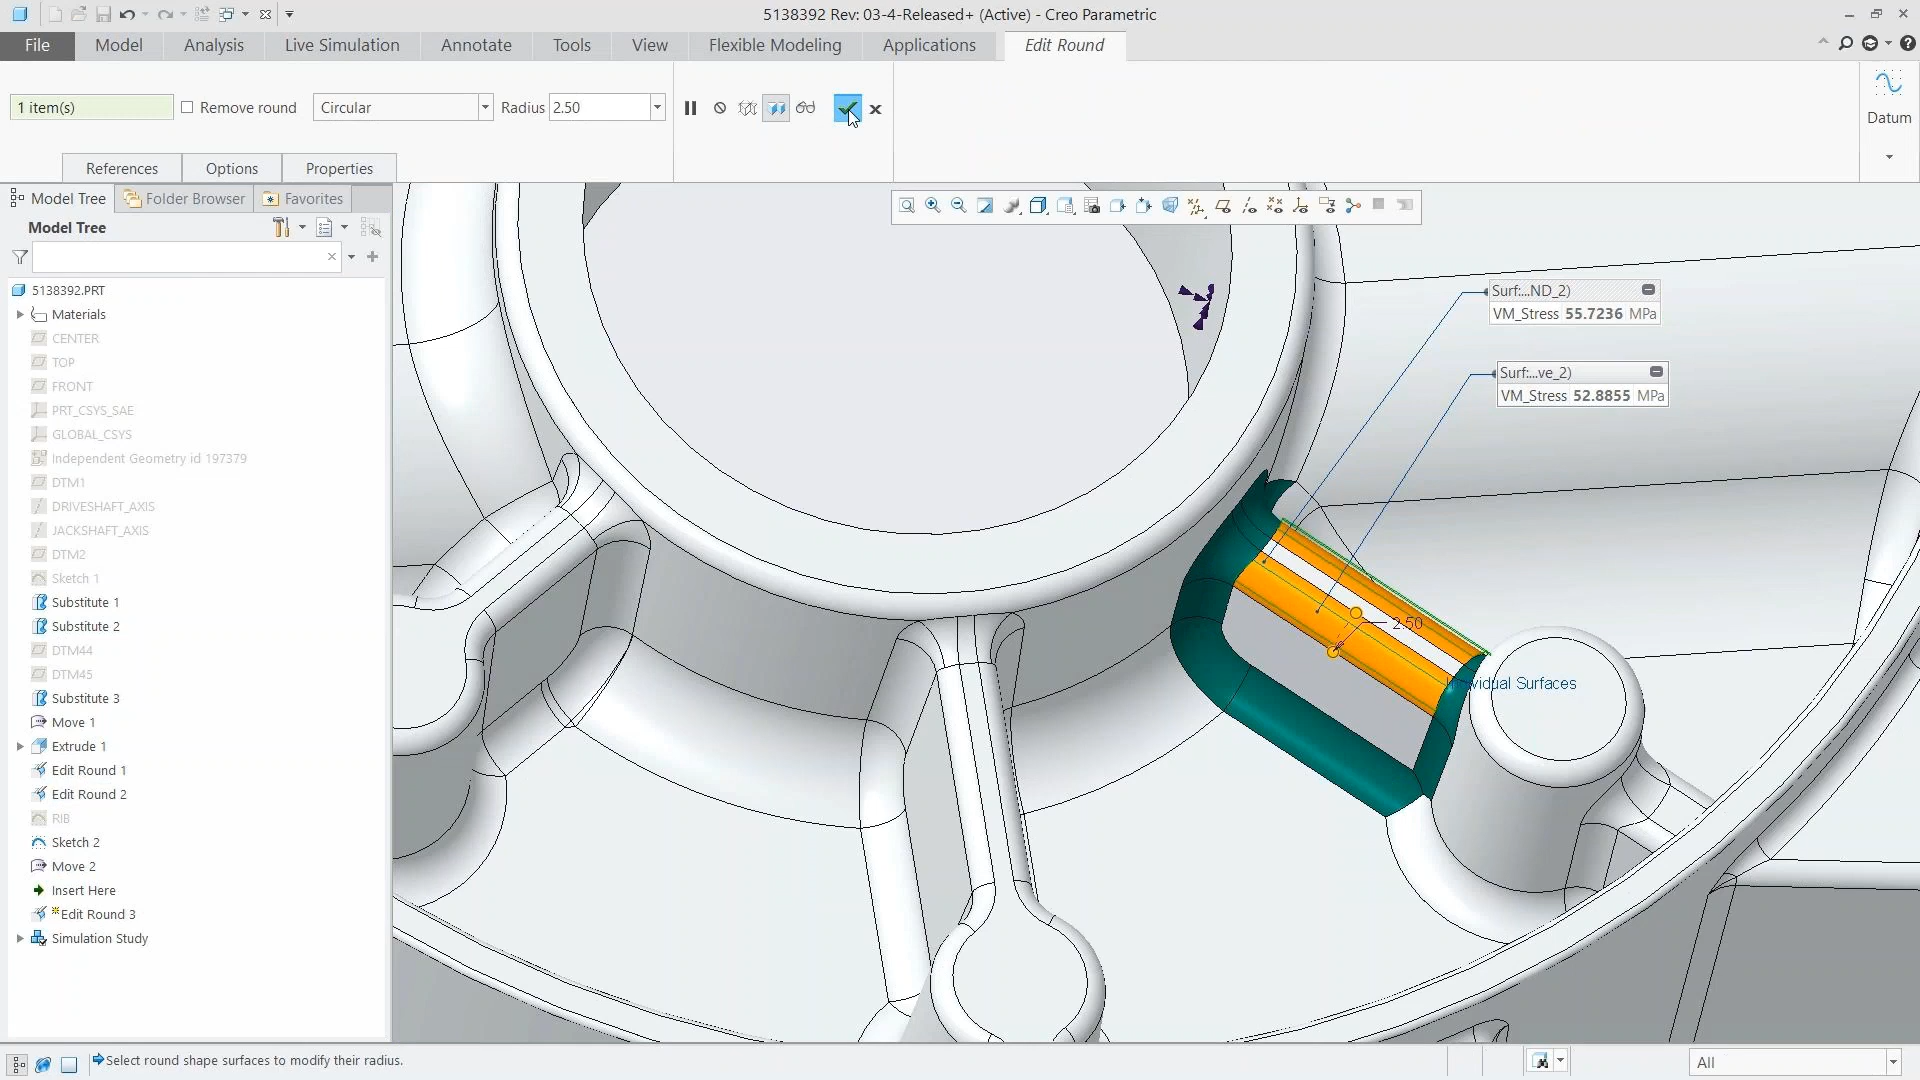 5138392 Rev: 03-4-Released+ (Active) - Creo Parametric
File Model Analysis Live Simulation Annotate Tools View Flexible Modeling Applications Edit Round
1 item(s) Remove round Circular Radius 2.50
Datum
References Options Properties
Model Tree Folder Browser Favorites
Model Tree
5138392.PRT
Materials
CENTER
TOP
FRONT
PRT_CSYS_SAE
GLOBAL_CSYS
Independent Geometry id 197379
DTM1
DRIVESHAFT_AXIS
JACKSHAFT_AXIS
DTM2
Sketch 1
Substitute 1
Substitute 2
DTM44
DTM45
Substitute 3
Move 1
Extrude 1
Edit Round 1
Edit Round 2
RIB
Sketch 2
Move 2
Insert Here
Edit Round 3
Simulation Study
Surf:...ND_2)
VM_Stress 55.7236 MPa
Surf:...ve_2)
VM_Stress 52.8855 MPa
2.50
Surfaces
Select round shape surfaces to modify their radius.
All